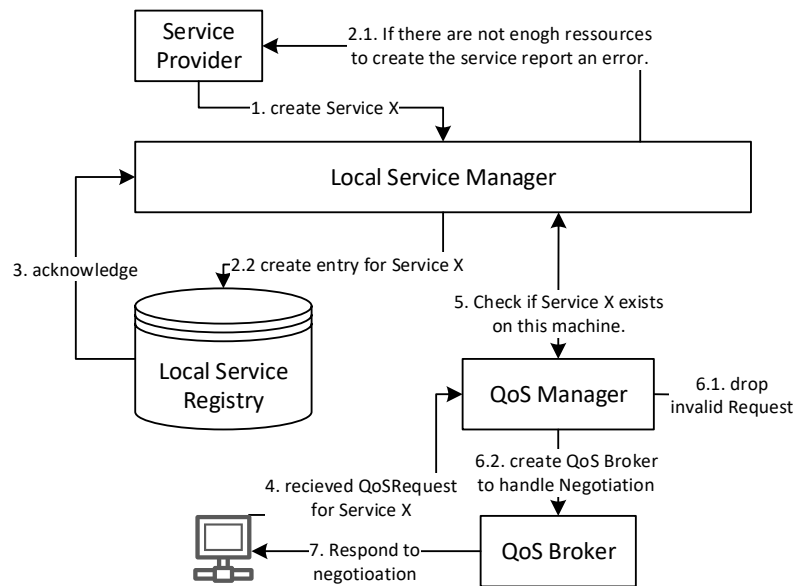 Service
Provider
2.1. If there are not enogh ressources
to create the service report an error.
1. create Service X
Local Service Manager
3. acknowledge
2.2 create entry for Service X
5. Check if Service X exists
on this machine.
Local Service
Registry
QoS Manager
6.1. drop
invalid Request
6.2. create QoS Broker
to handle Negotiation
4. recieved QoSRequest
for Service X
7. Respond to
negotioation
QoS Broker